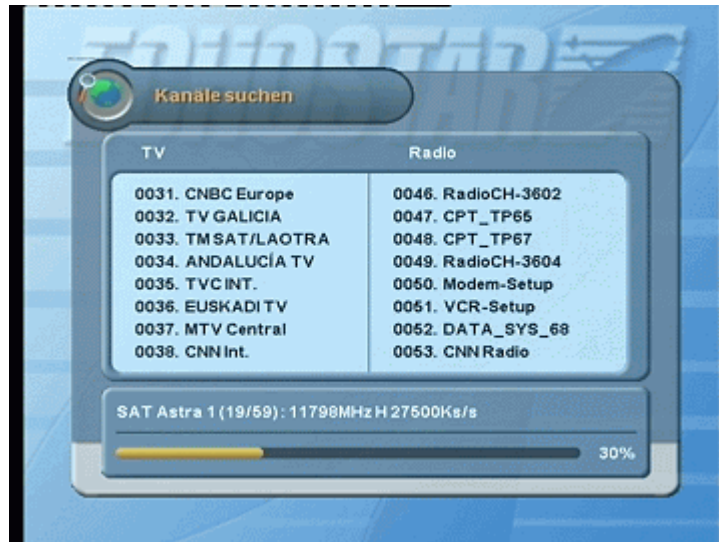 Kanäle suchen
TV
Radio
0031. CNBC Europe
0032. TV GALICIA
0033. TM SAT/LAOTRA
0034. ANDALUCÍA TV
0035. TVC INT.
0036. EUSKADI TV
0037. MTV Central
0038. CNN Int.
0046. RadioCH-3602
0047. CPT_TP65
0048. CPT_TP67
0049. RadioCH-3604
0050. Modem-Setup
0051. VCR-Setup
0052. DATA_SYS_68
0053. CNN Radio
SAT Astra 1 (19/59) : 11798MHz H 27500Ks/s
30%